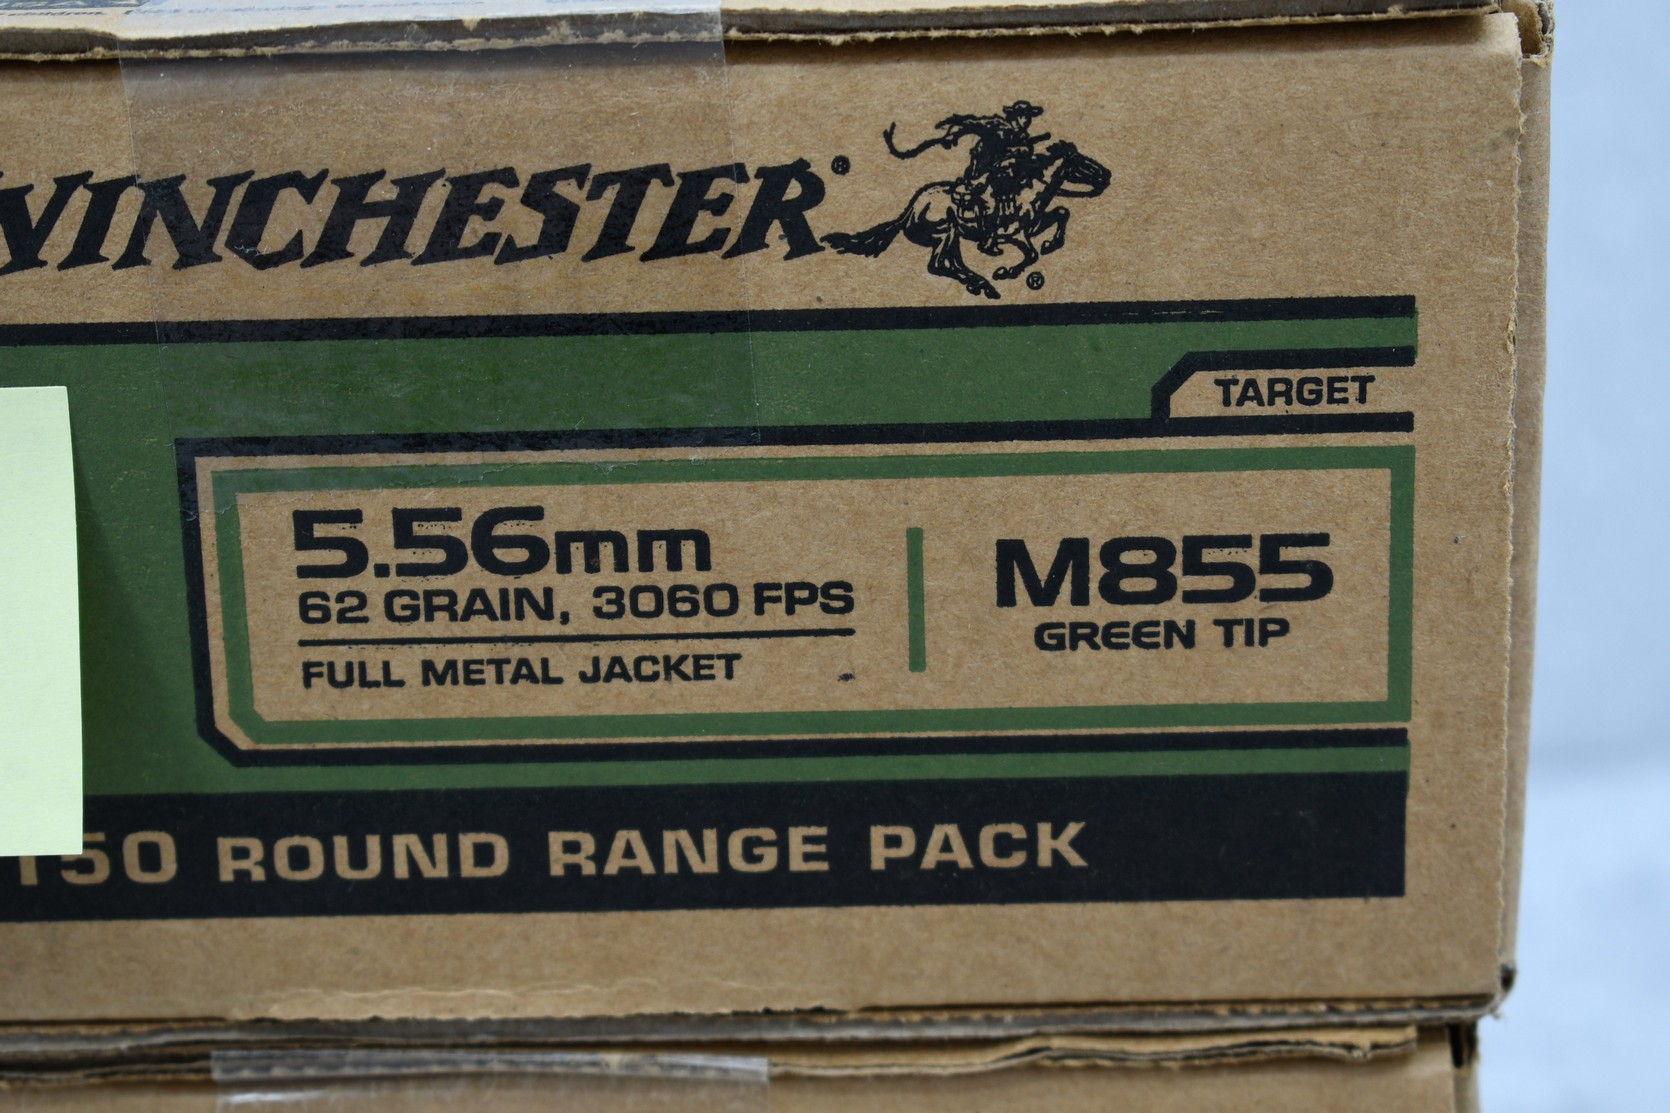 WINCHESTER®
®
TARGET
5.56mm
62 GRAIN, 3060 FPS
FULL METAL JACKET
M855
GREEN TIP
150 ROUND RANGE PACK